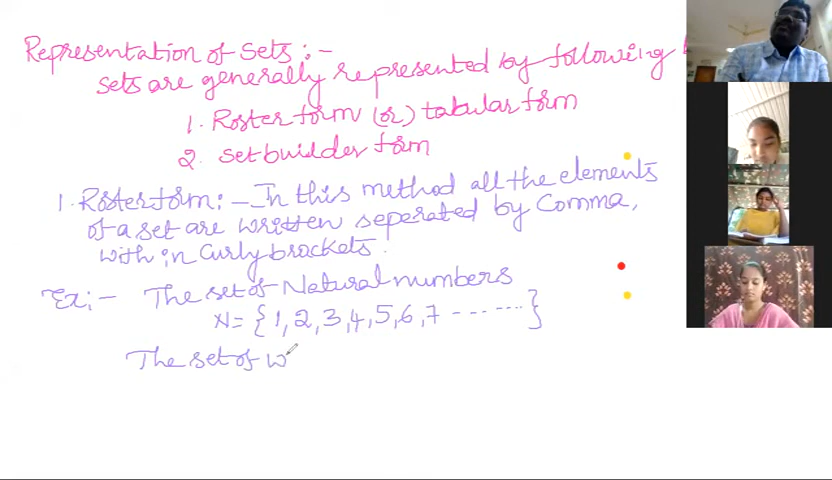 Representation of Sets :-
Sets are generally represented by following
1. Roster form (or) tabular form
2. Set builder form
1. Roster form: - In this method all the elements
of a set are written seperated by Comma,
with in Curly brackets.
Ex:- The set of Natural numbers
N = { 1, 2, 3, 4, 5, 6, 7 - - - - ... }
The set of w